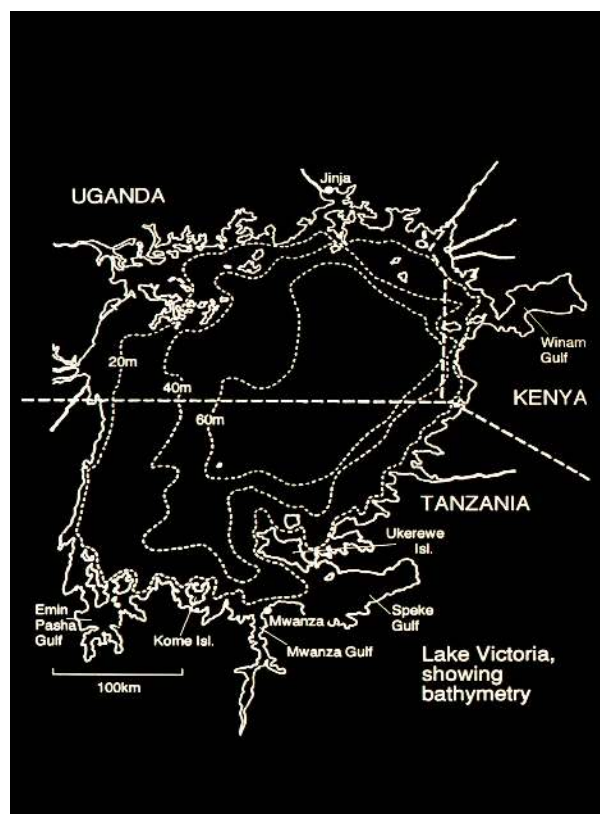 Jinja
UGANDA
Winam
Gulf
20m
40m
KENYA
60m
TANZANIA
Ukerewe
Isl.
Emin
Pasha
Gulf
Kome Isl.
Mwanza
Speke
Gulf
Mwanza Gulf
Lake Victoria,
showing
bathymetry
100km